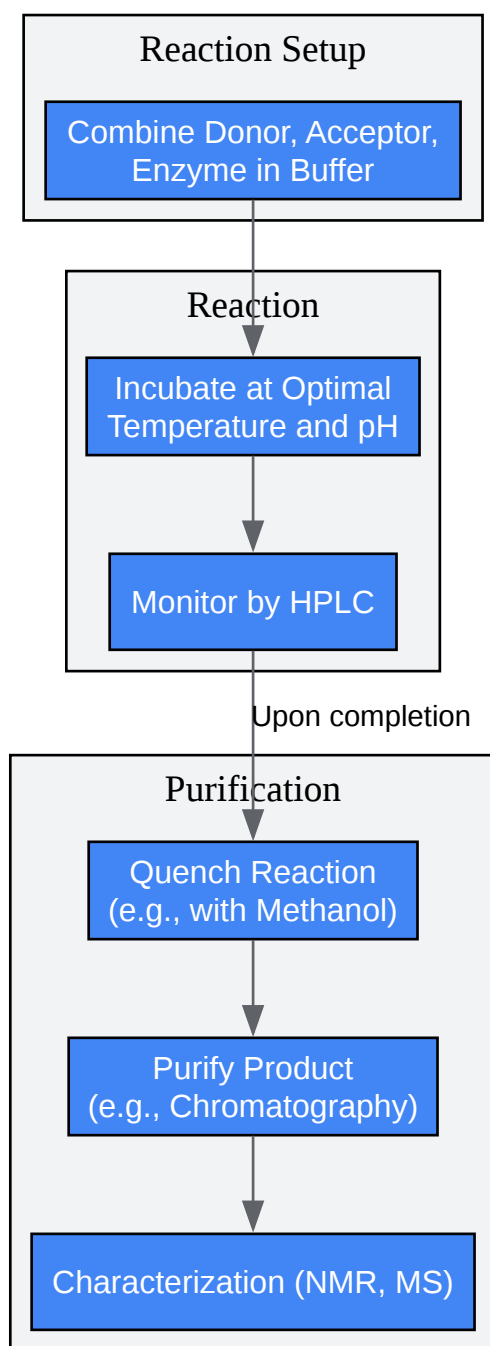 Reaction Setup
Combine Donor, Acceptor,
Enzyme in Buffer
Reaction
Incubate at Optimal
Temperature and pH
Monitor by HPLC
Upon completion
Purification
Quench Reaction
(e.g., with Methanol)
Purify Product
(e.g., Chromatography)
Characterization (NMR, MS)